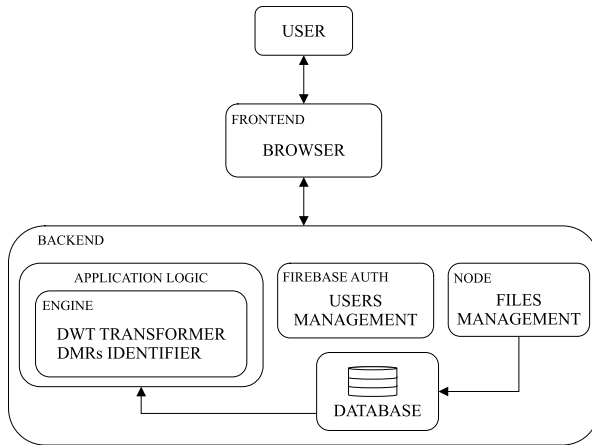 USER
FRONTEND
BROWSER
BACKEND
APPLICATION LOGIC
ENGINE
DWT TRANSFORMER
DMRs IDENTIFIER
FIREBASE AUTH
USERS
MANAGEMENT
NODE
FILES
MANAGEMENT
DATABASE